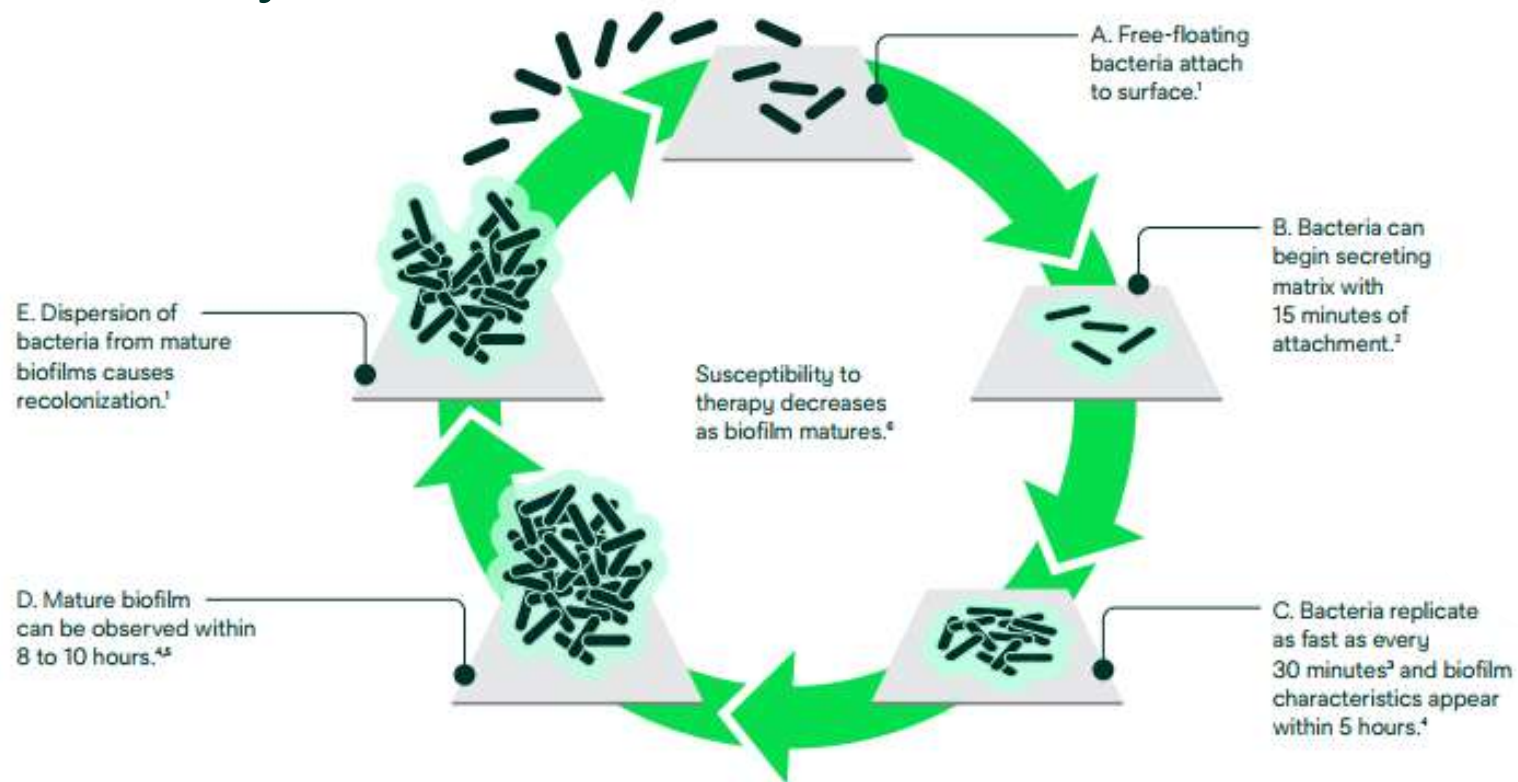 A. Free-floating
bacteria attach
to surface.¹
B. Bacteria can
begin secreting
matrix with
15 minutes of
attachment.²
C. Bacteria replicate
as fast as every
30 minutes³ and biofilm
characteristics appear
within 5 hours.⁴
D. Mature biofilm
can be observed within
8 to 10 hours.⁴,⁵
E. Dispersion of
bacteria from mature
biofilms causes
recolonization.¹
Susceptibility to
therapy decreases
as biofilm matures.⁶